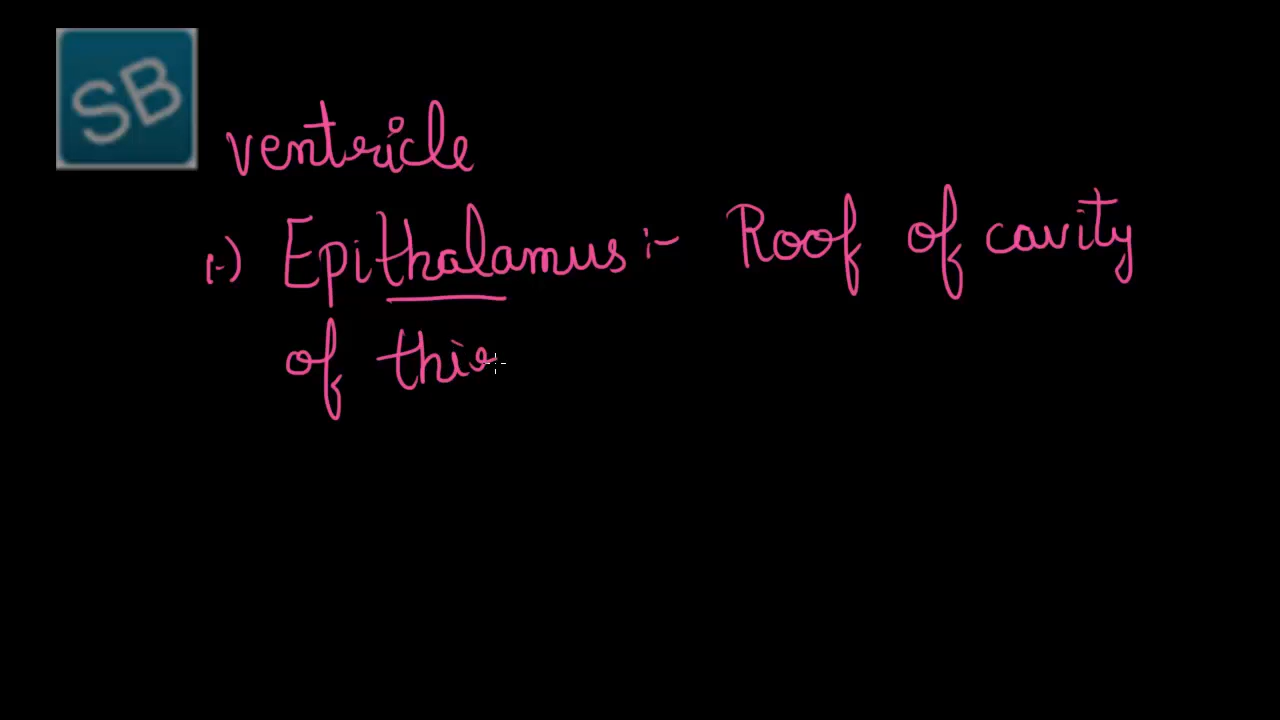 SB
ventricle
1-) Epithalamus :- Roof of cavity
of thi